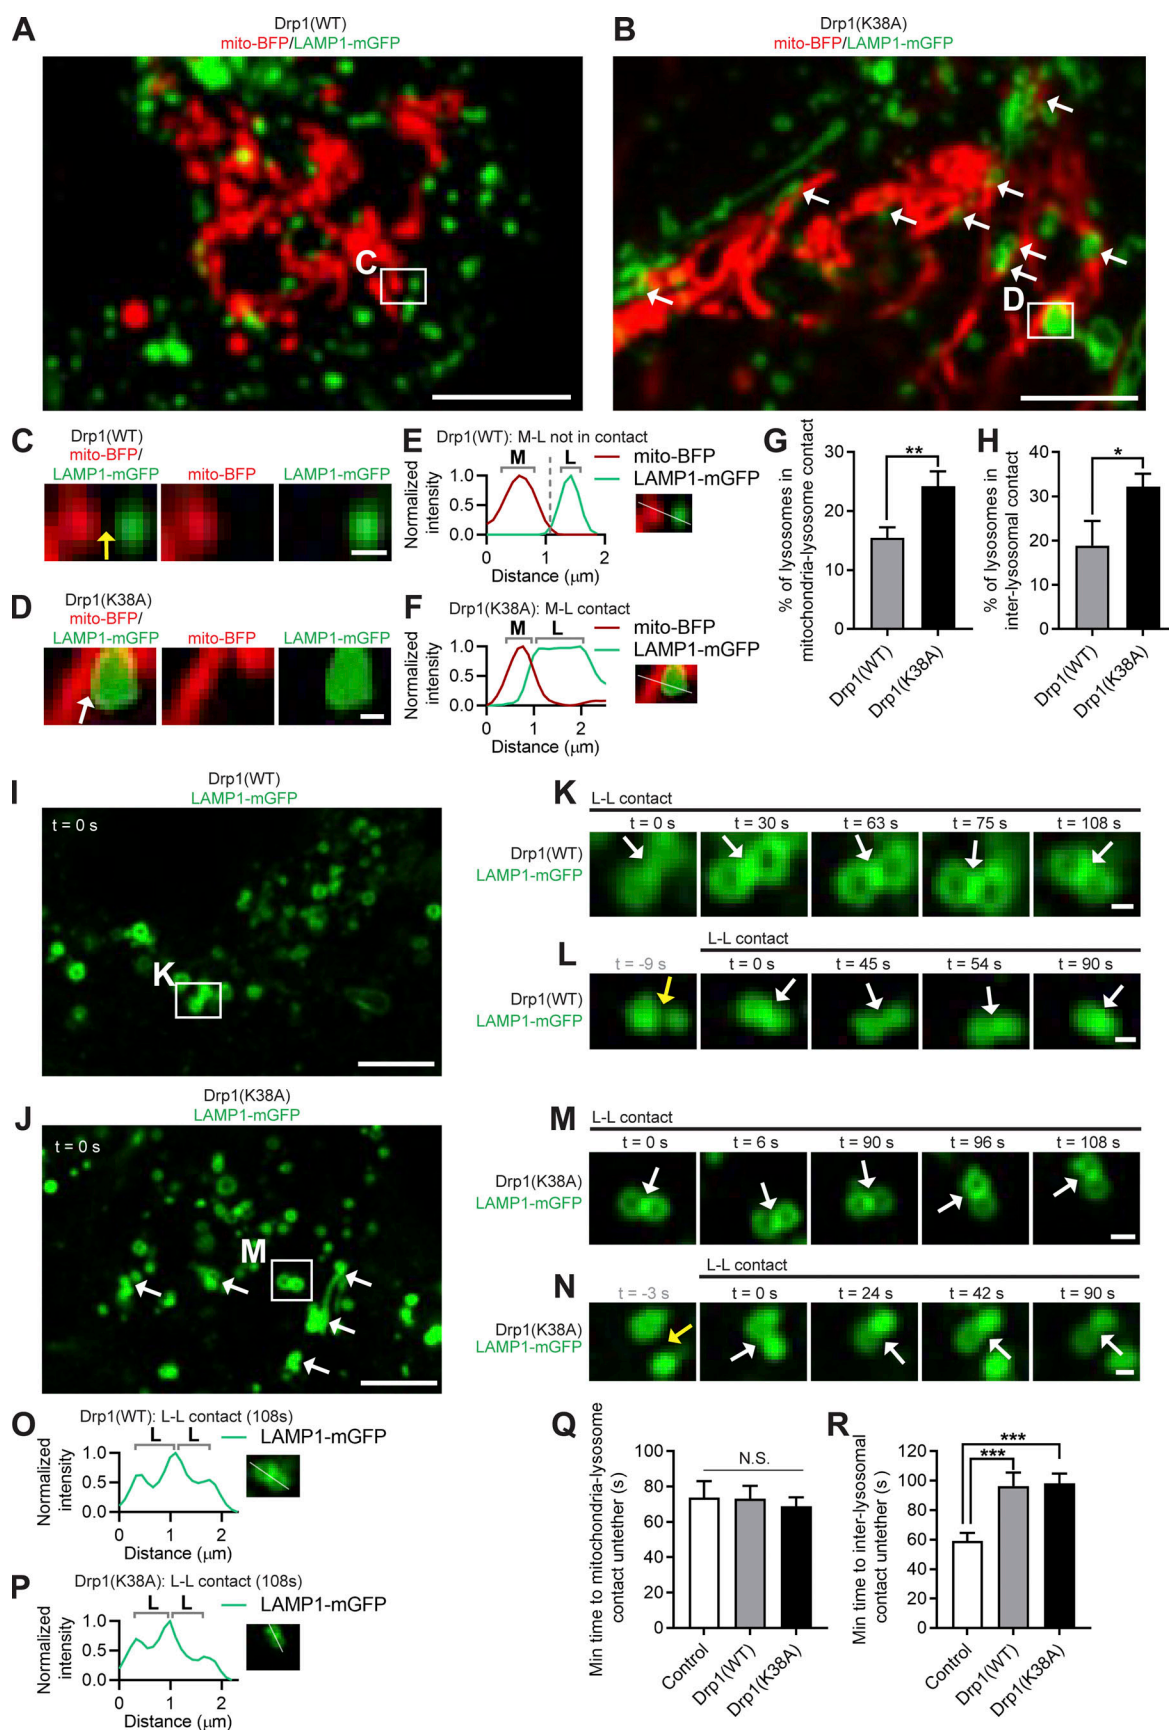 A
Drp1(WT)
mito-BFP/LAMP1-mGFP
C
B
Drp1(K38A)
mito-BFP/LAMP1-mGFP
D
C
Drp1(WT)
mito-BFP/
LAMP1-mGFP
mito-BFP
LAMP1-mGFP
D
Drp1(K38A)
mito-BFP/
LAMP1-mGFP
mito-BFP
LAMP1-mGFP
E
Drp1(WT): M-L not in contact
M
L
mito-BFP
LAMP1-mGFP
Normalized
intensity
1.0
0.5
0.0
0
1
2
Distance (μm)
F
Drp1(K38A): M-L contact
M
L
mito-BFP
LAMP1-mGFP
Normalized
intensity
1.0
0.5
0.0
0
1
2
Distance (μm)
G
% of lysosomes in
mitochondria-lysosome contact
30
20
10
0
**
Drp1(WT)
Drp1(K38A)
H
% of lysosomes in
inter-lysosomal contact
40
30
20
10
0
*
Drp1(WT)
Drp1(K38A)
I
Drp1(WT)
LAMP1-mGFP
t = 0 s
K
J
Drp1(K38A)
LAMP1-mGFP
t = 0 s
M
K
L-L contact
t = 0 s
t = 30 s
t = 63 s
t = 75 s
t = 108 s
Drp1(WT)
LAMP1-mGFP
L
L-L contact
t = -9 s
t = 0 s
t = 45 s
t = 54 s
t = 90 s
Drp1(WT)
LAMP1-mGFP
M
L-L contact
t = 0 s
t = 6 s
t = 90 s
t = 96 s
t = 108 s
Drp1(K38A)
LAMP1-mGFP
N
L-L contact
t = -3 s
t = 0 s
t = 24 s
t = 42 s
t = 90 s
Drp1(K38A)
LAMP1-mGFP
O
Drp1(WT): L-L contact (108s)
L
L
LAMP1-mGFP
Normalized
intensity
1.0
0.5
0.0
0
1
2
Distance (μm)
P
Drp1(K38A): L-L contact (108s)
L
L
LAMP1-mGFP
Normalized
intensity
1.0
0.5
0.0
0
1
2
Distance (μm)
Q
Min time to mitochondria-lysosome
contact untether (s)
100
80
60
40
20
0
N.S.
Control
Drp1(WT)
Drp1(K38A)
R
Min time to inter-lysosomal
contact untether (s)
120
100
80
60
40
20
0
***
***
Control
Drp1(WT)
Drp1(K38A)